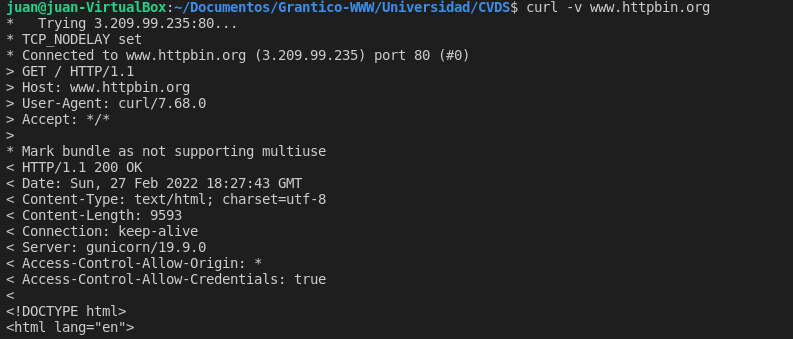 juan@juan-VirtualBox:~/Documentos/Grantico-WWW/Universidad/CVDS$ curl -v www.httpbin.org
*   Trying 3.209.99.235:80...
* TCP_NODELAY set
* Connected to www.httpbin.org (3.209.99.235) port 80 (#0)
> GET / HTTP/1.1
> Host: www.httpbin.org
> User-Agent: curl/7.68.0
> Accept: */*
>
* Mark bundle as not supporting multiuse
< HTTP/1.1 200 OK
< Date: Sun, 27 Feb 2022 18:27:43 GMT
< Content-Type: text/html; charset=utf-8
< Content-Length: 9593
< Connection: keep-alive
< Server: gunicorn/19.9.0
< Access-Control-Allow-Origin: *
< Access-Control-Allow-Credentials: true
<
<!DOCTYPE html>
<html lang="en">